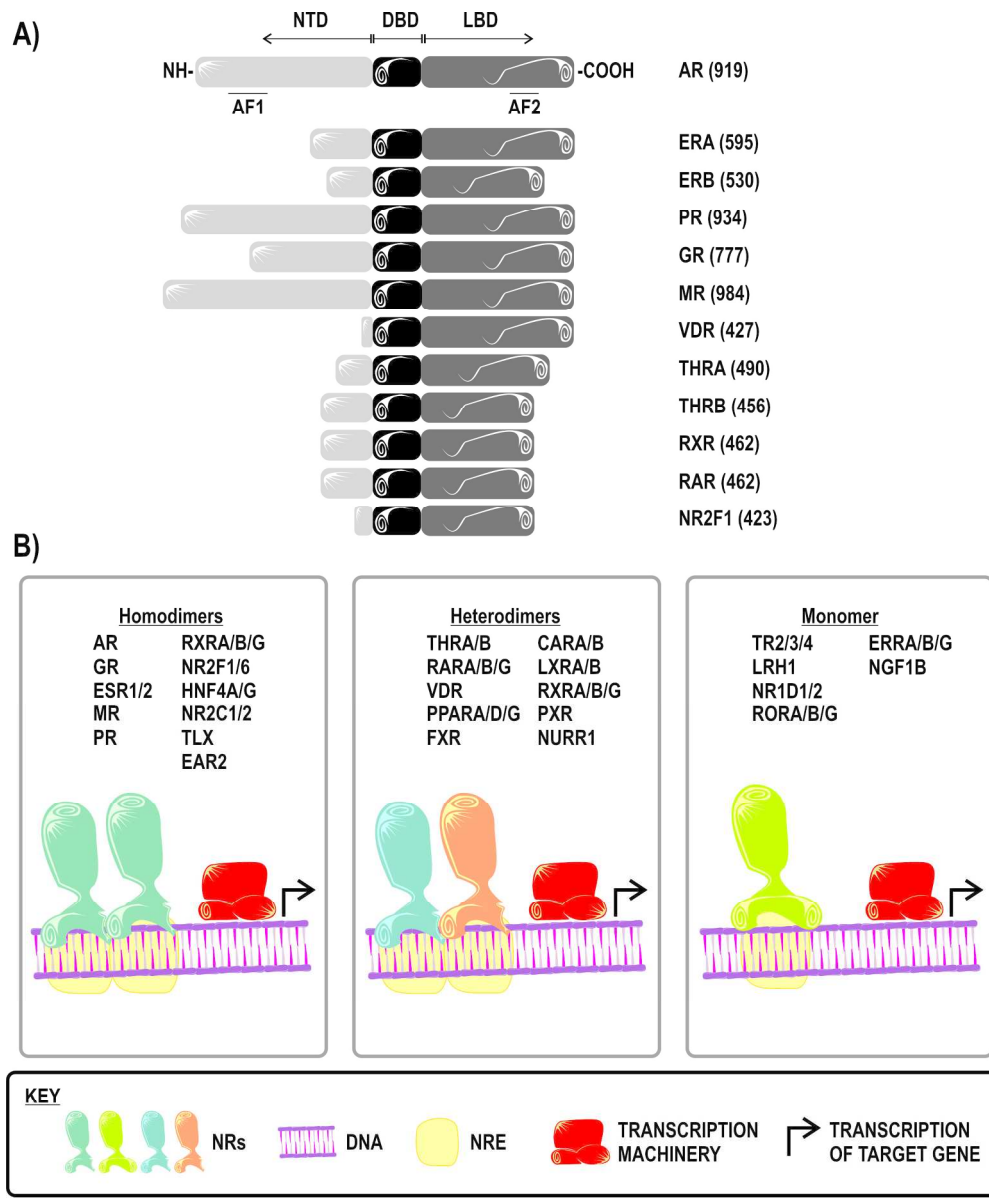 A)
NTD DBD LBD
NH- -COOH AR (919)
AF1 AF2
ERA (595)
ERB (530)
PR (934)
GR (777)
MR (984)
VDR (427)
THRA (490)
THRB (456)
RXR (462)
RAR (462)
NR2F1 (423)
B)
Homodimers
AR RXRA/B/G
GR NR2F1/6
ESR1/2 HNF4A/G
MR NR2C1/2
PR TLX
EAR2
Heterodimers
THRA/B CARA/B
RARA/B/G LXRA/B
VDR RXRA/B/G
PPARA/D/G PXR
FXR NURR1
Monomer
TR2/3/4 ERRA/B/G
LRH1 NGF1B
NR1D1/2
RORA/B/G
KEY
NRs DNA NRE TRANSCRIPTION MACHINERY TRANSCRIPTION OF TARGET GENE